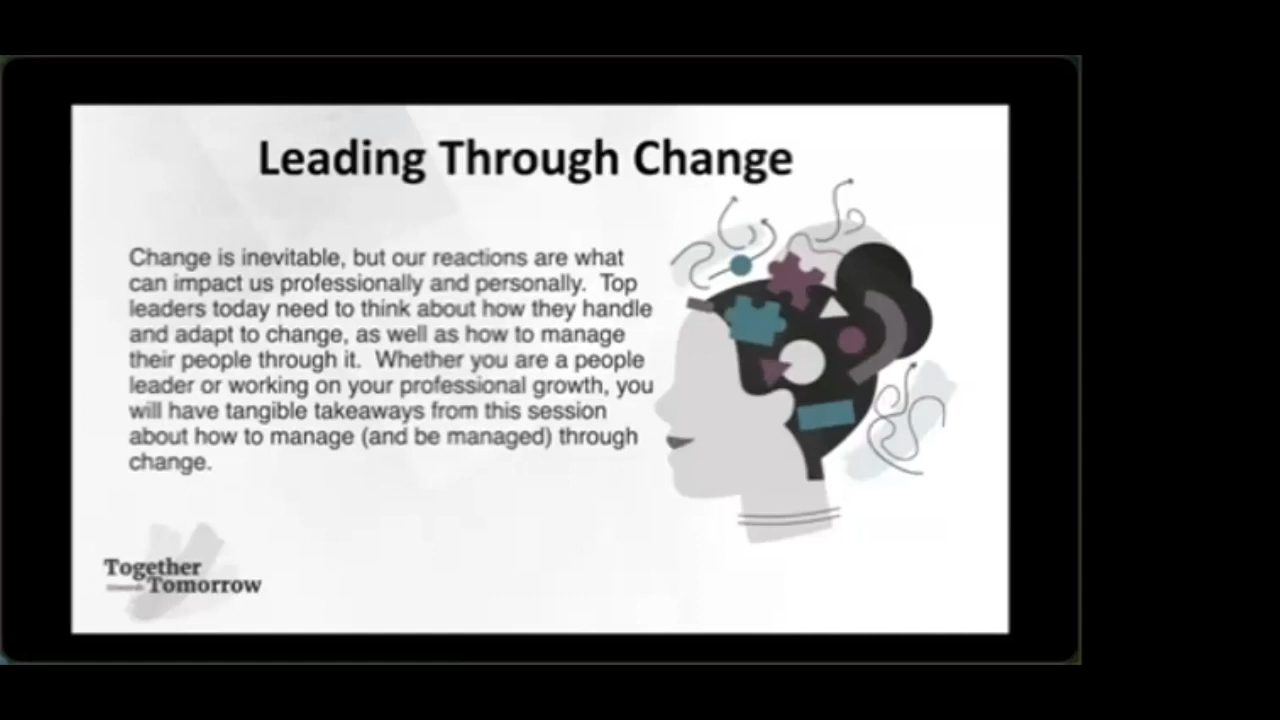 Leading Through Change
Change is inevitable, but our reactions are what
can impact us professionally and personally.  Top
leaders today need to think about how they handle
and adapt to change, as well as how to manage
their people through it.  Whether you are a people
leader or working on your professional growth, you
will have tangible takeaways from this session
about how to manage (and be managed) through
change.
Together
Tomorrow